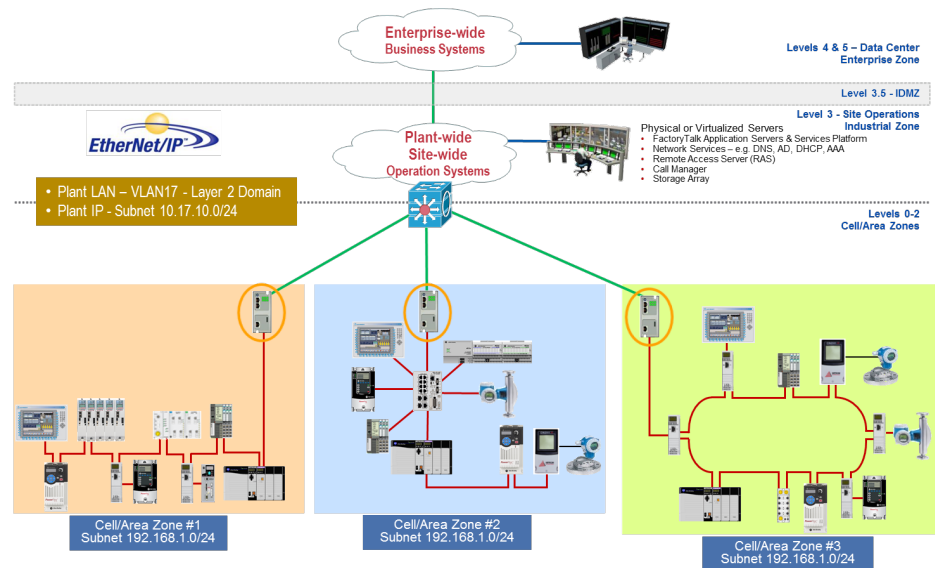 Enterprise-wide
Business Systems
Levels 4 & 5 – Data Center
Enterprise Zone
Level 3.5 - IDMZ
EtherNet/IP™
Plant-wide
Site-wide
Operation Systems
Level 3 - Site Operations
Industrial Zone
Physical or Virtualized Servers
• FactoryTalk Application Servers & Services Platform
• Network Services – e.g. DNS, AD, DHCP, AAA
• Remote Access Server (RAS)
• Call Manager
• Storage Array
• Plant LAN – VLAN17 - Layer 2 Domain
• Plant IP - Subnet 10.17.10.0/24
Levels 0-2
Cell/Area Zones
Cell/Area Zone #1
Subnet 192.168.1.0/24
Cell/Area Zone #2
Subnet 192.168.1.0/24
Cell/Area Zone #3
Subnet 192.168.1.0/24